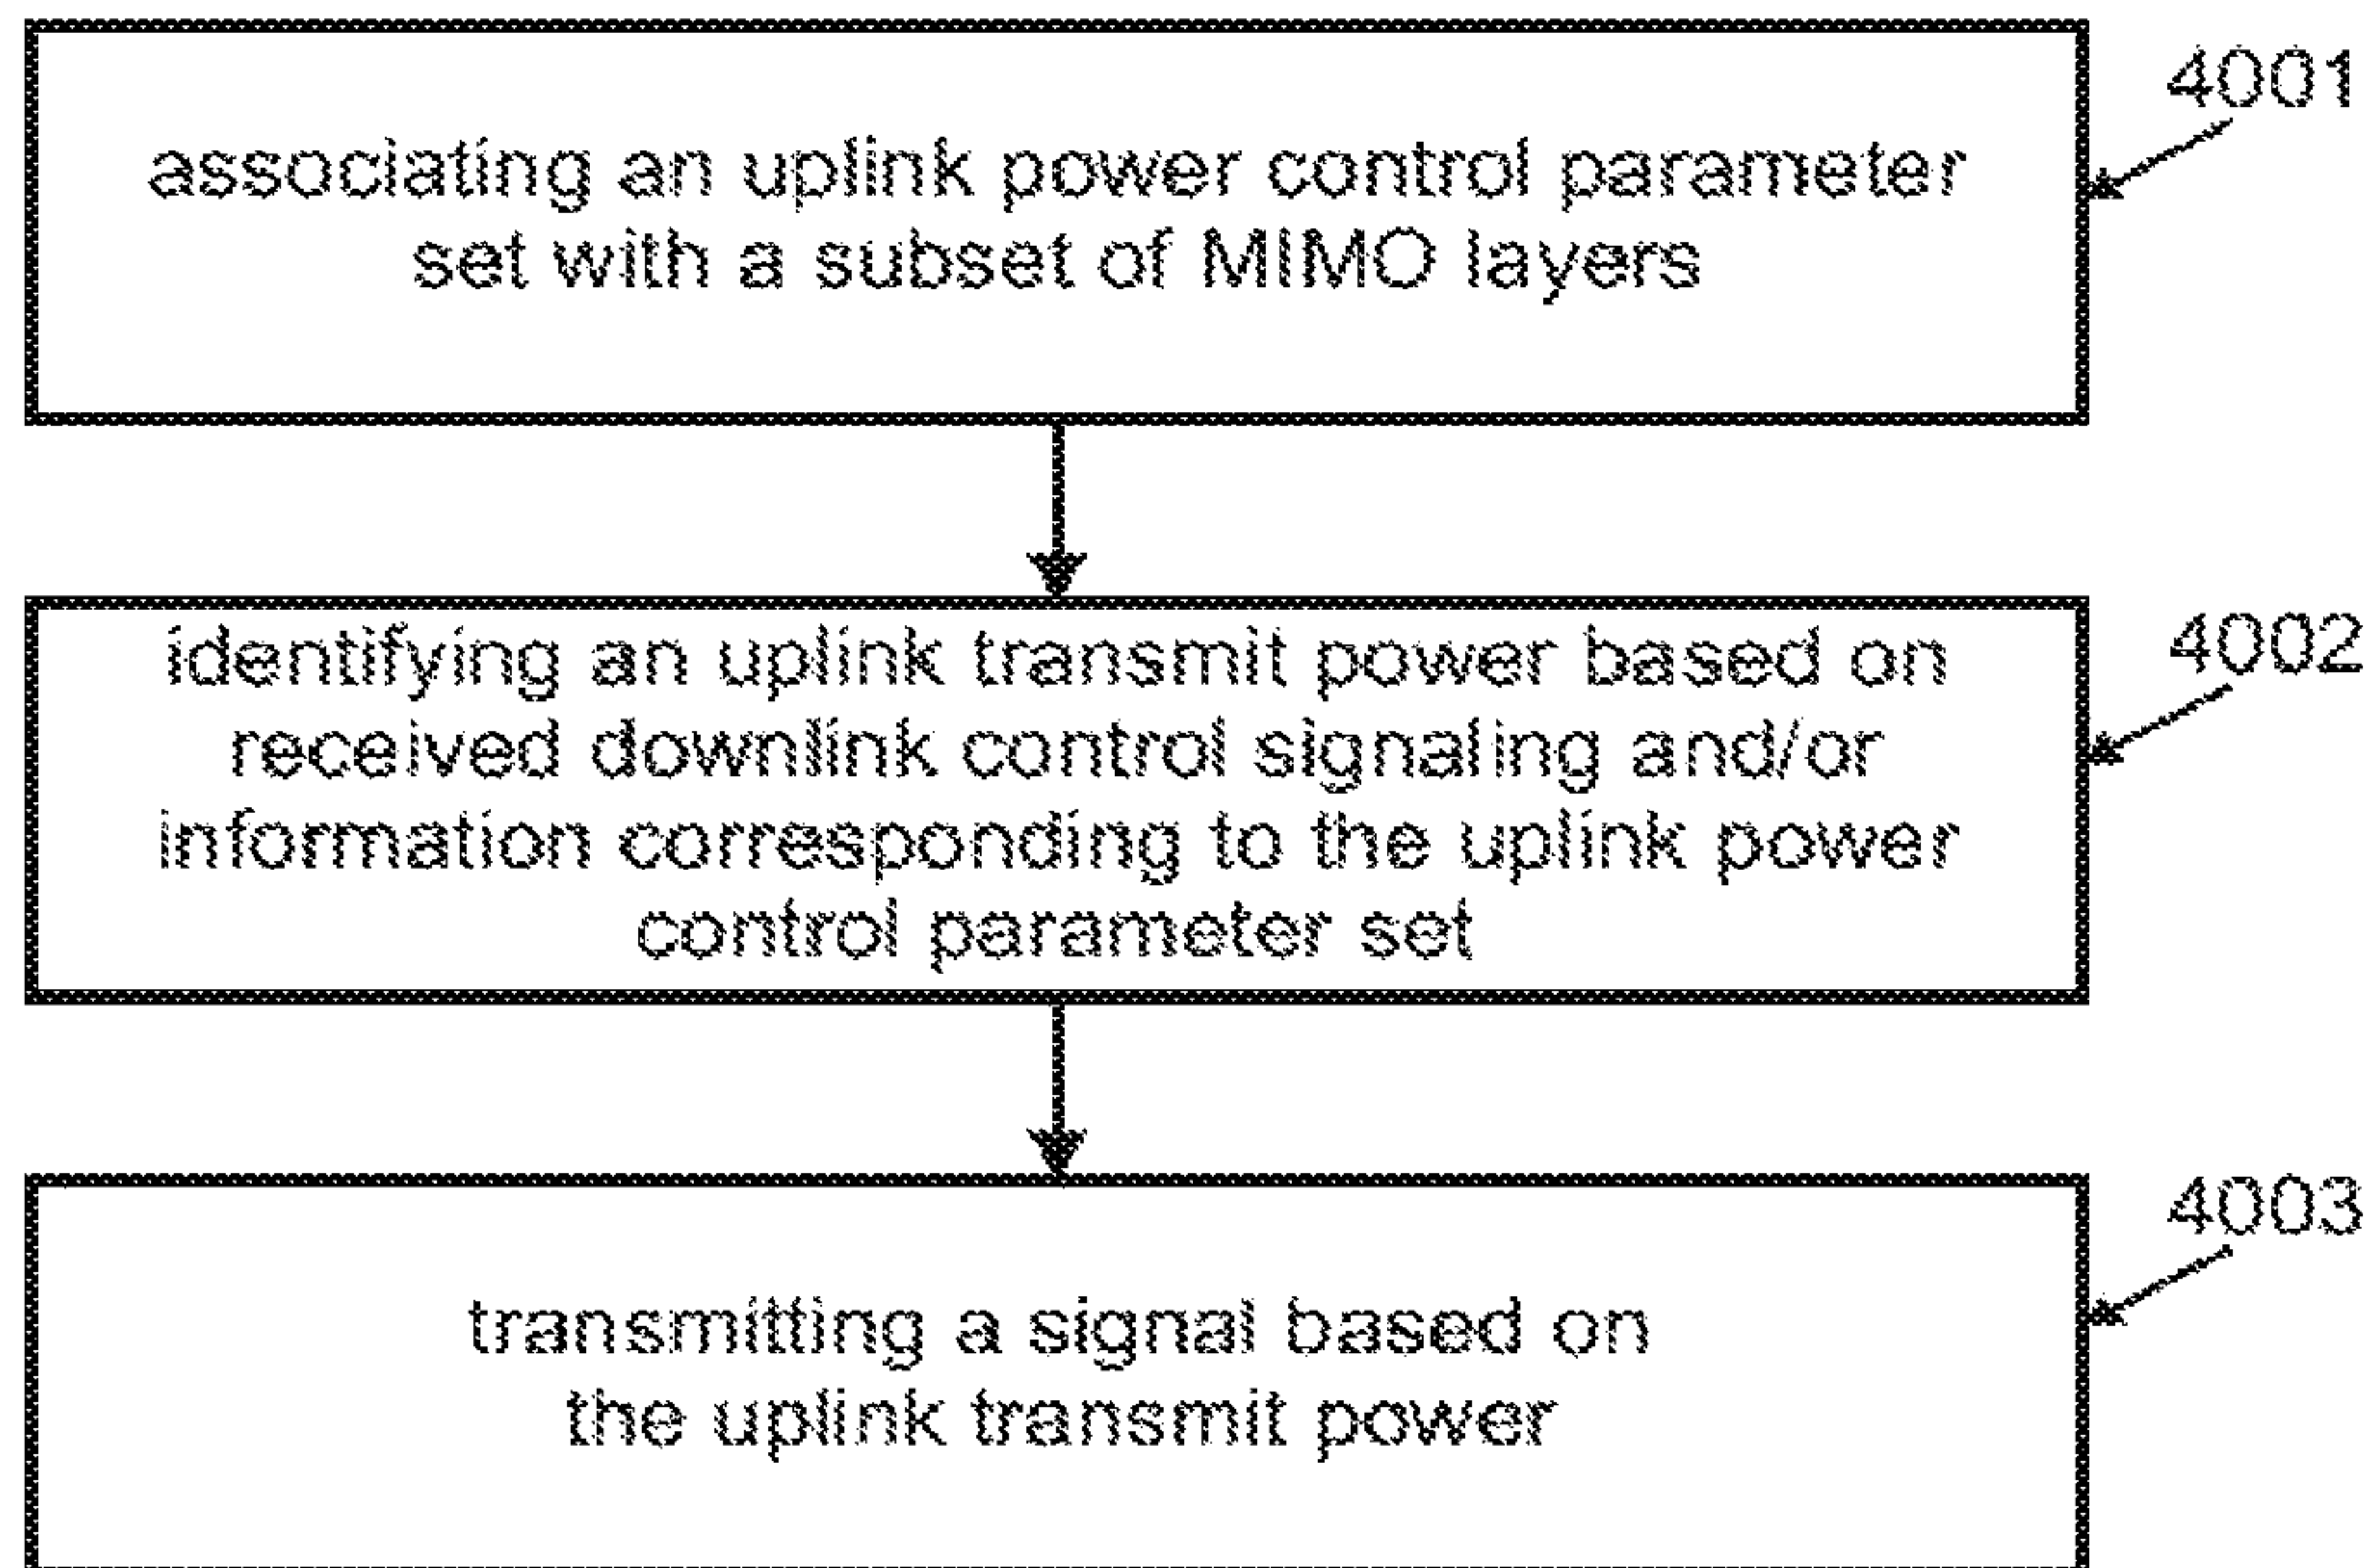 4001
associating an uplink power control parameter
set with a subset of MIMO layers
4002
identifying an uplink transmit power based on
received downlink control signaling and/or
information corresponding to the uplink power
control parameter set
4003
transmitting a signal based on
the uplink transmit power